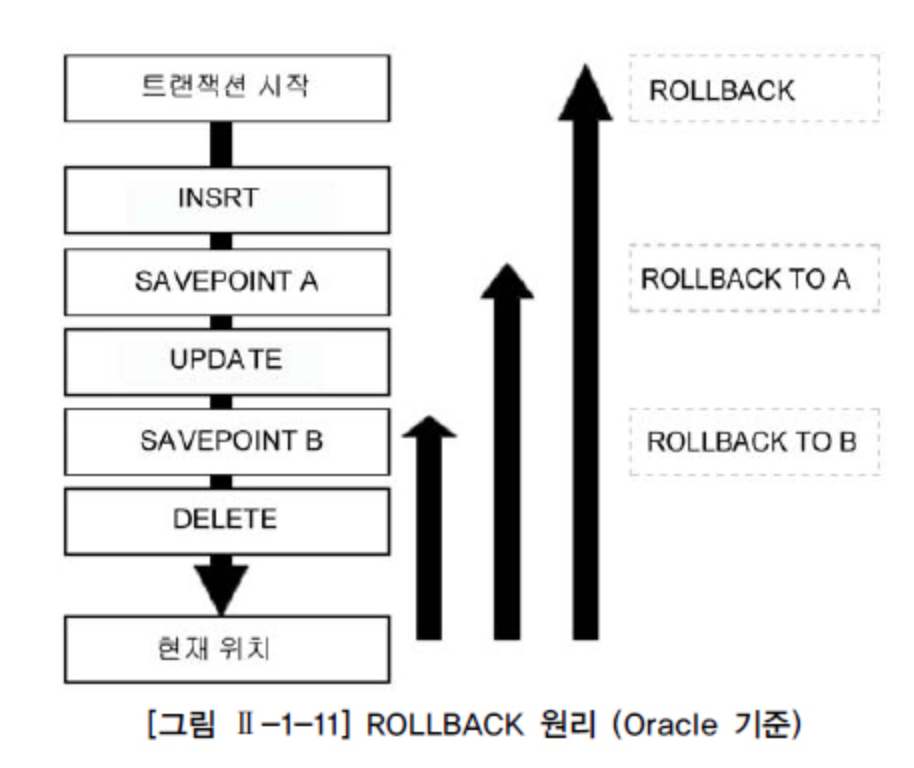 트랜잭션 시작
ROLLBACK
INSRT
SAVEPOINT A
ROLLBACK TO A
UPDATE
SAVEPOINT B
ROLLBACK TO B
DELETE
현재 위치
[그림 Ⅱ-1-11] ROLLBACK 원리 (Oracle 기준)